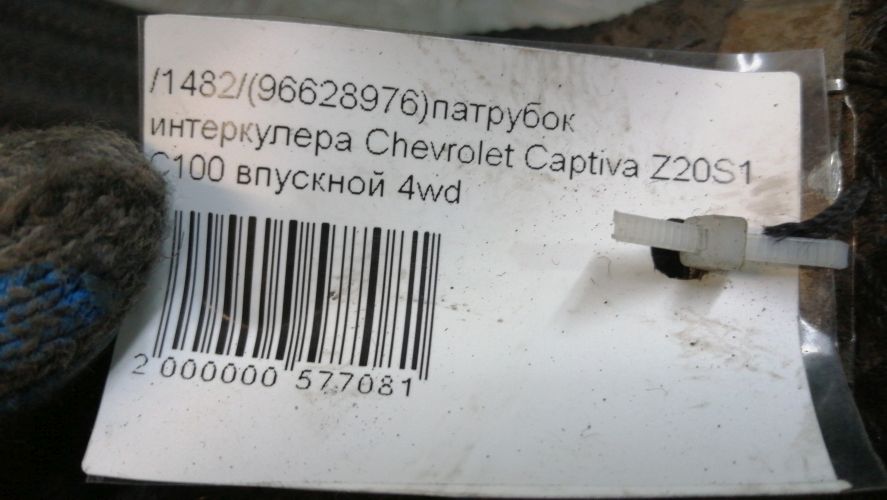 /1482/(96628976)патрубок
интеркулера Chevrolet Captiva Z20S1
C100 впускной 4wd
2 000000 577081